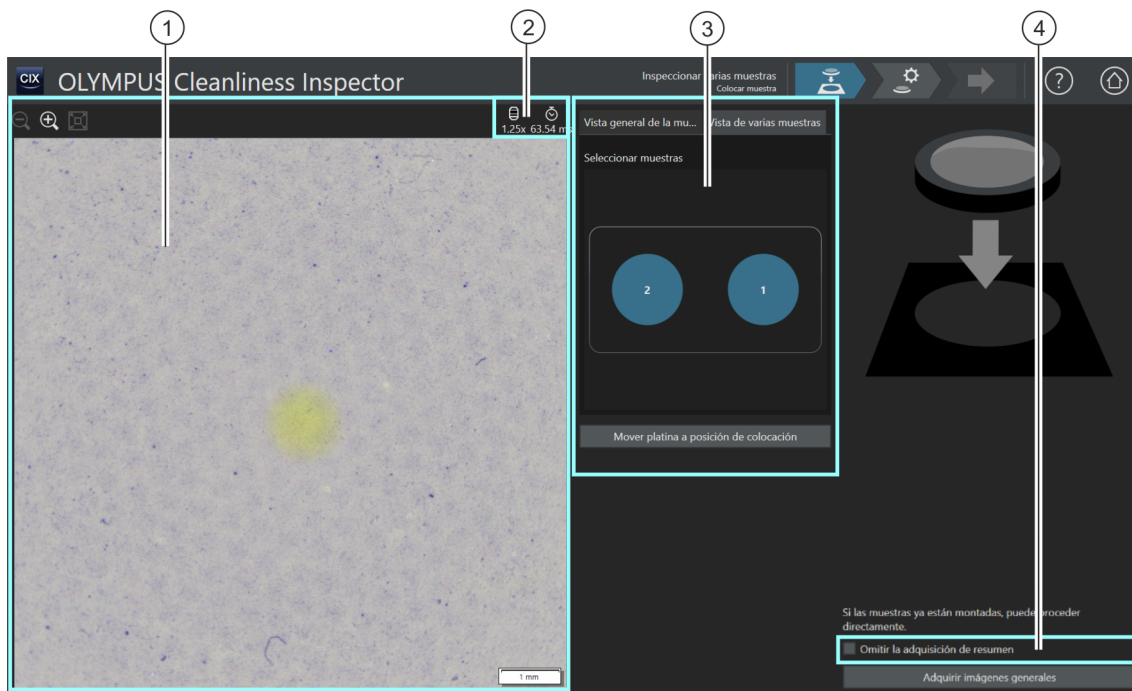 1
2
3
4
CIX
OLYMPUS Cleanliness Inspector
Inspeccionar varias muestras
Colocar muestra
?
1.25x 63.54 ms
Vista general de la mu...
Vista de varias muestras
Seleccionar muestras
2
1
Mover platina a posición de colocación
1 mm
Si las muestras ya están montadas, puede proceder
directamente.
Omitir la adquisición de resumen
Adquirir imágenes generales